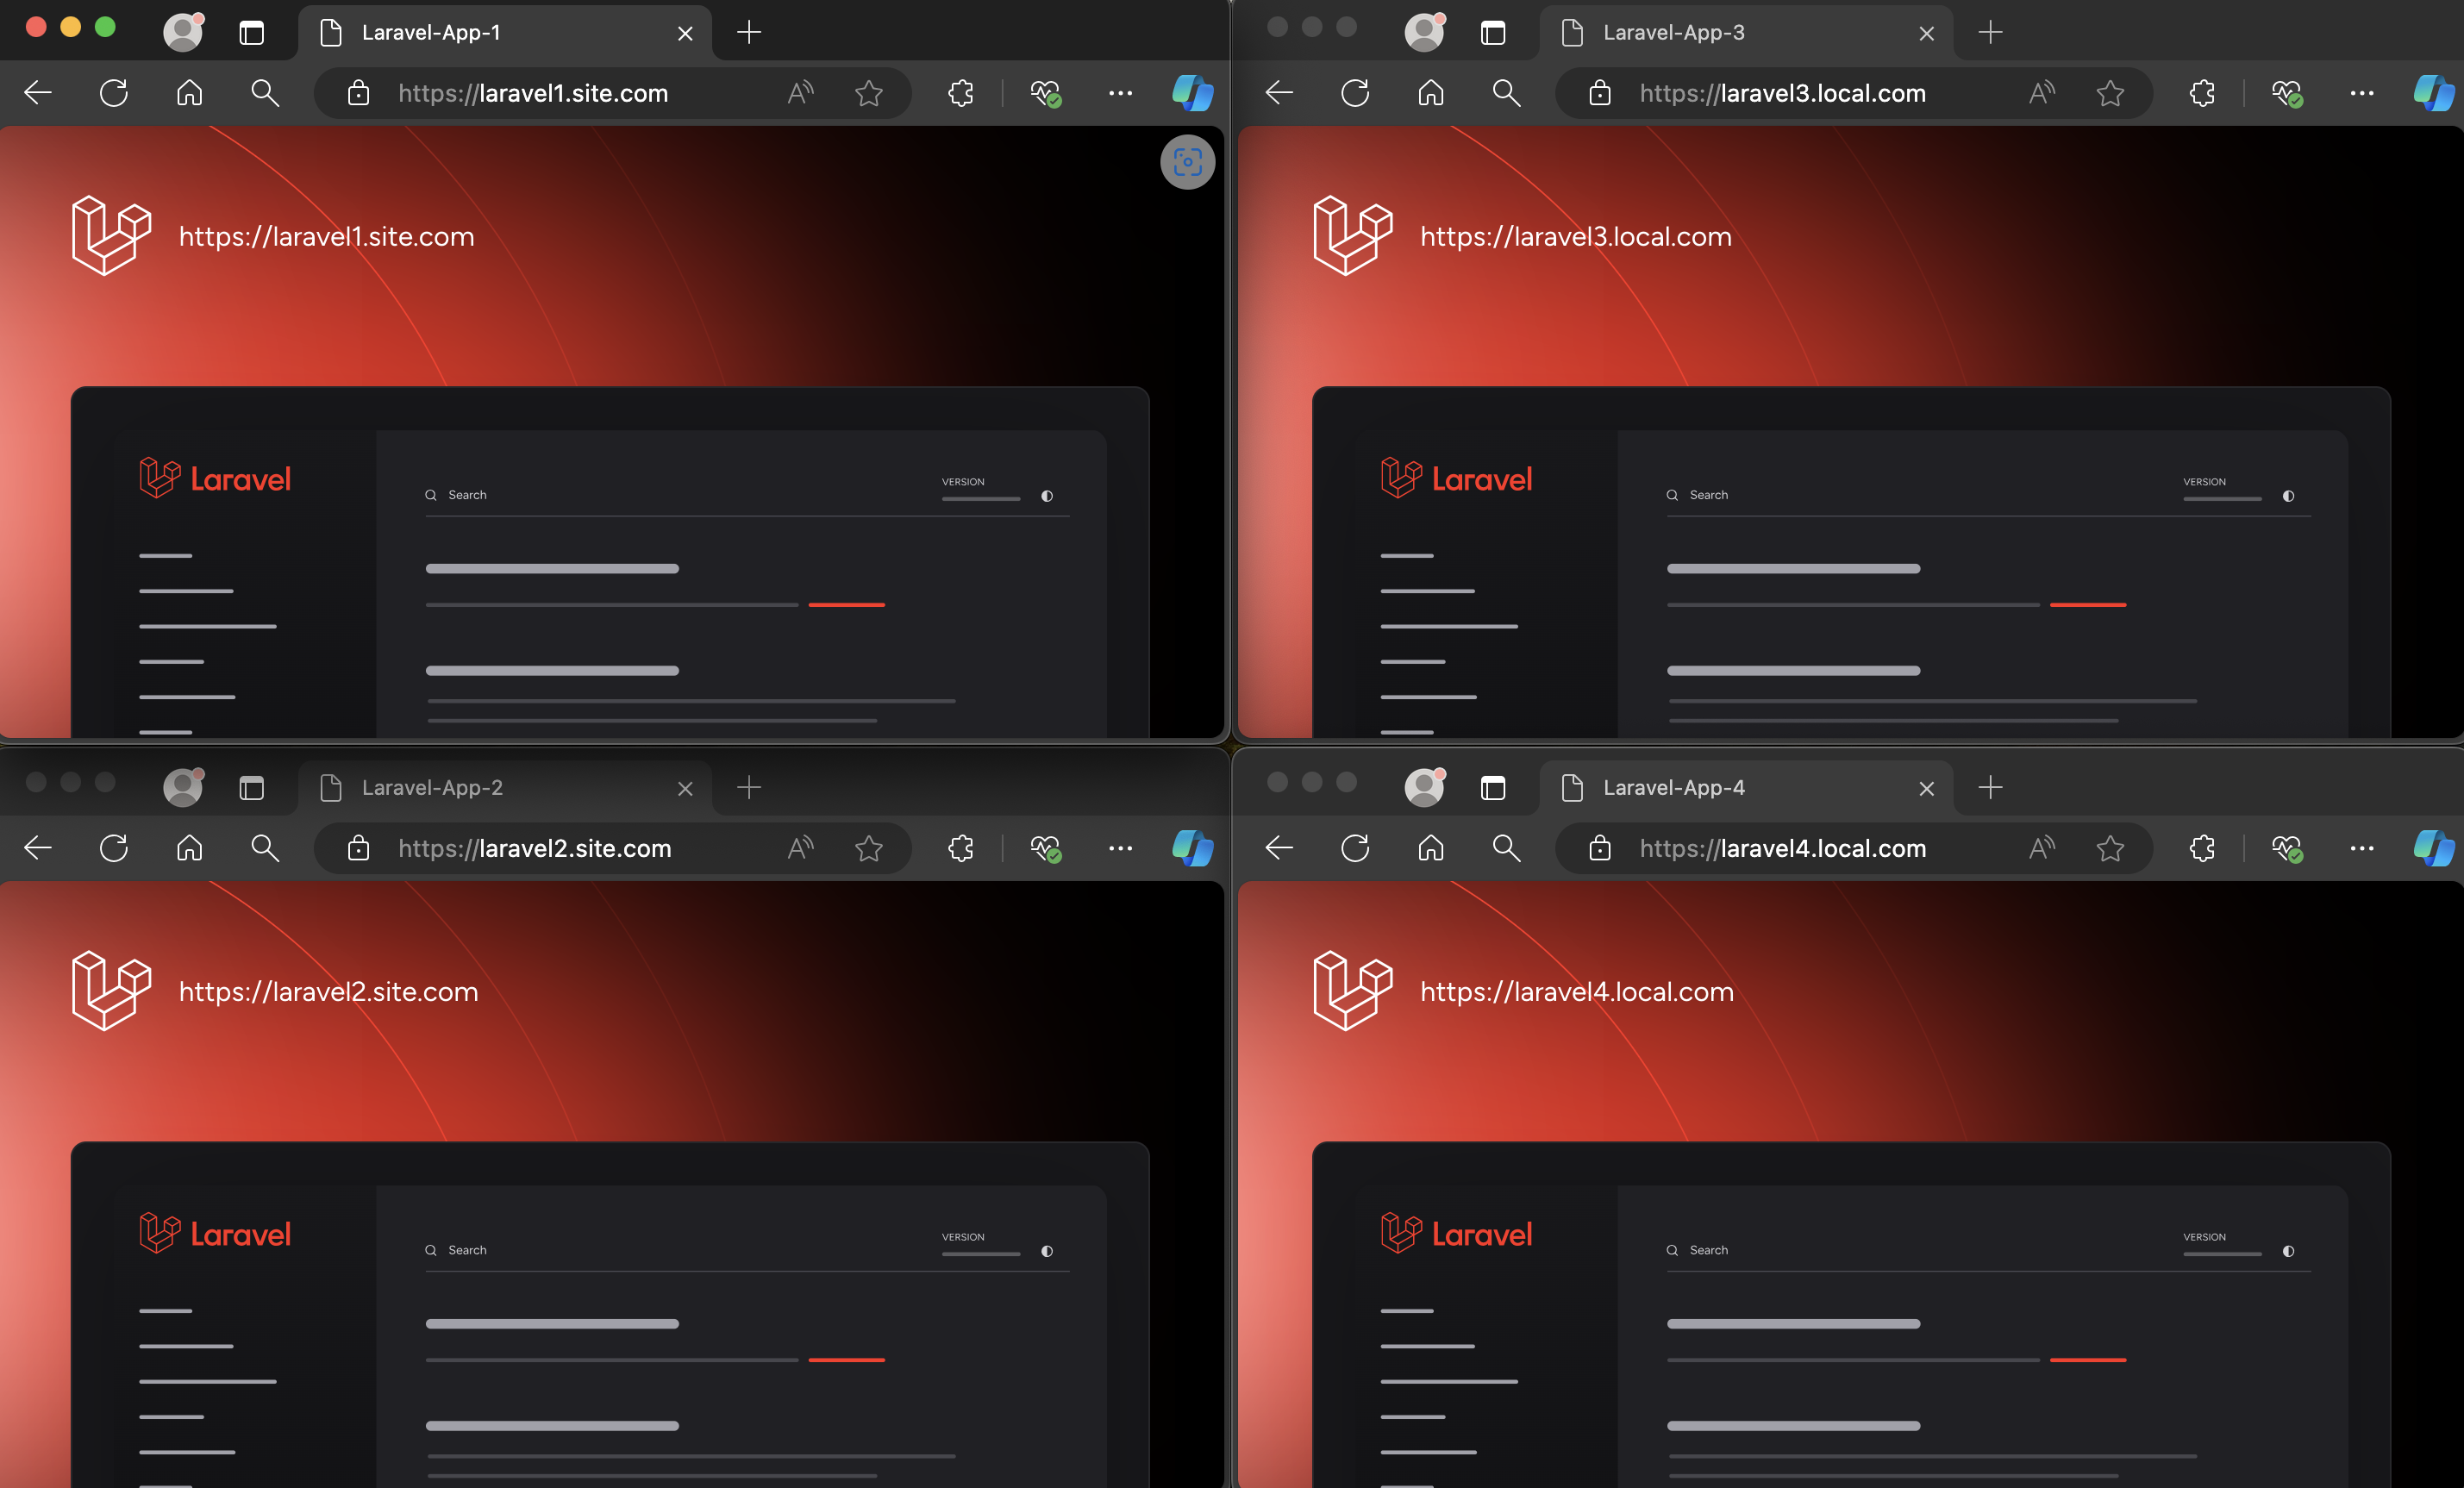 Laravel-App-1
https://laravel1.site.com
https://laravel1.site.com
Laravel
VERSION
Search
Laravel-App-3
https://laravel3.local.com
https://laravel3.local.com
Laravel
VERSION
Search
Laravel-App-2
https://laravel2.site.com
https://laravel2.site.com
Laravel
VERSION
Search
Laravel-App-4
https://laravel4.local.com
https://laravel4.local.com
Laravel
VERSION
Search